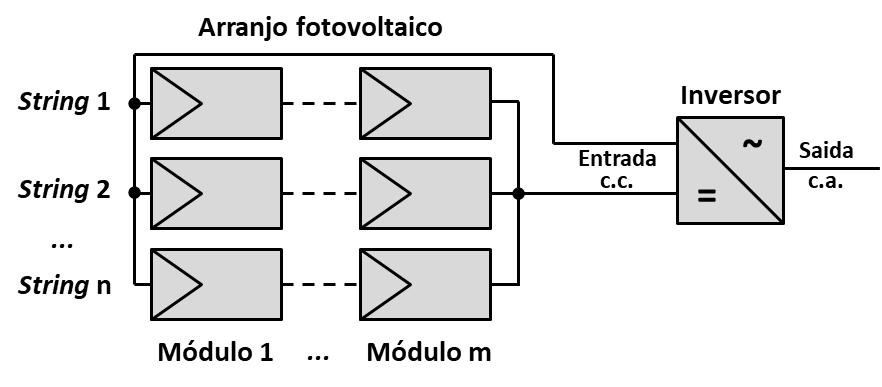 Arranjo fotovoltaico
String 1
Inversor
~
Entrada
c.c.
Saida
c.a.
String 2
=
...
String n
Módulo 1 ... Módulo m